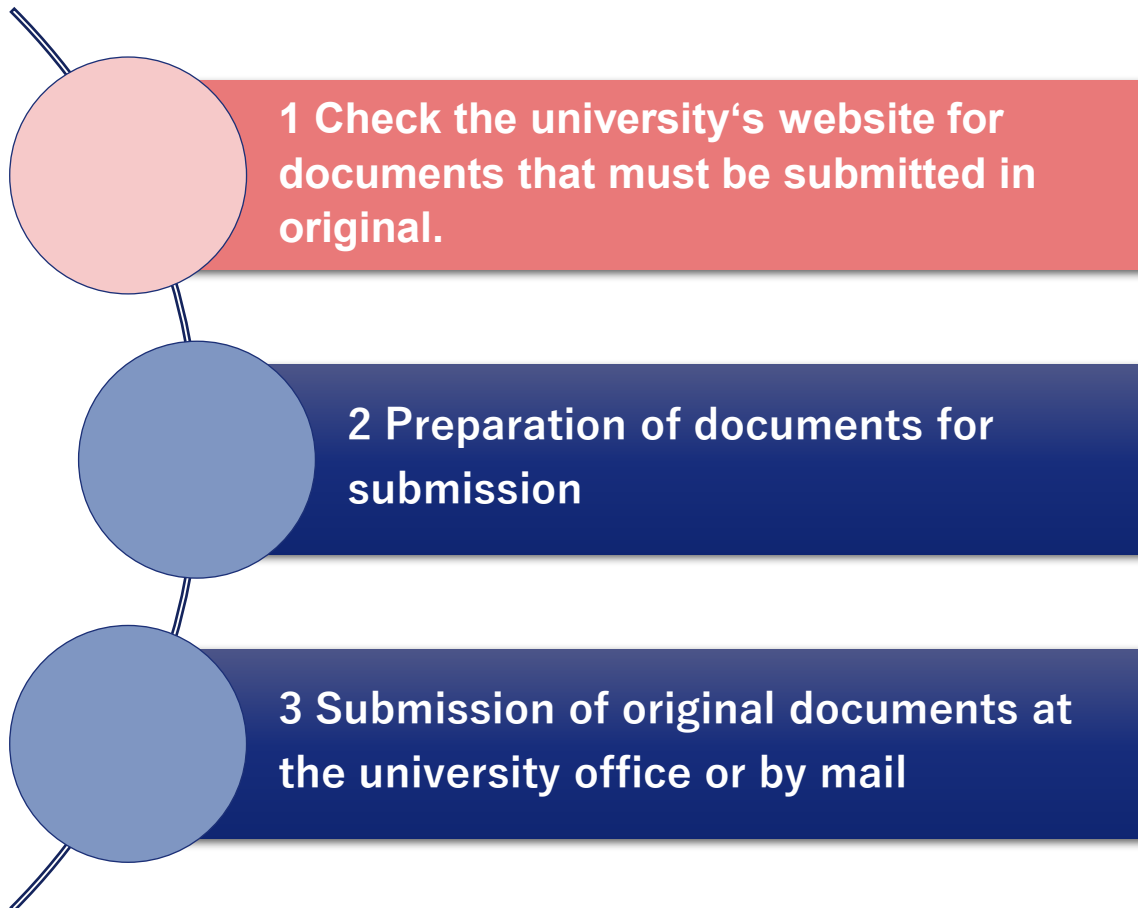 1 Check the university‘s website for
documents that must be submitted in
original.
2 Preparation of documents for
submission
3 Submission of original documents at
the university office or by mail